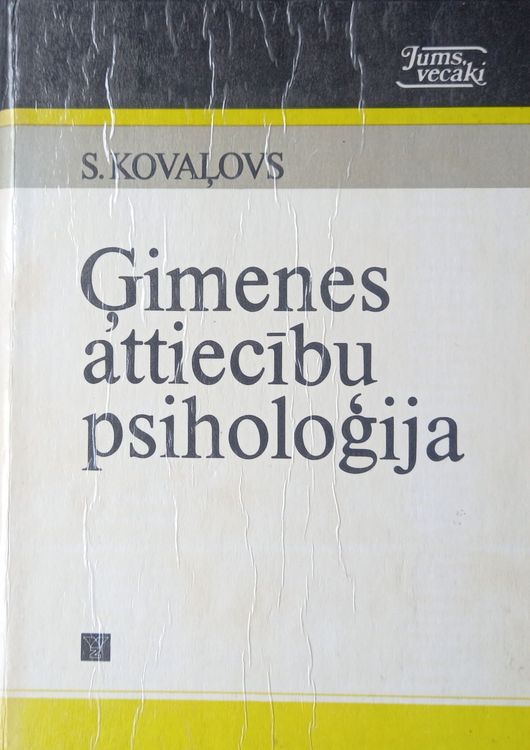 Jums,
vecāki
S. KOVAĻOVS
Ģimenes
attiecību
psiholoģija